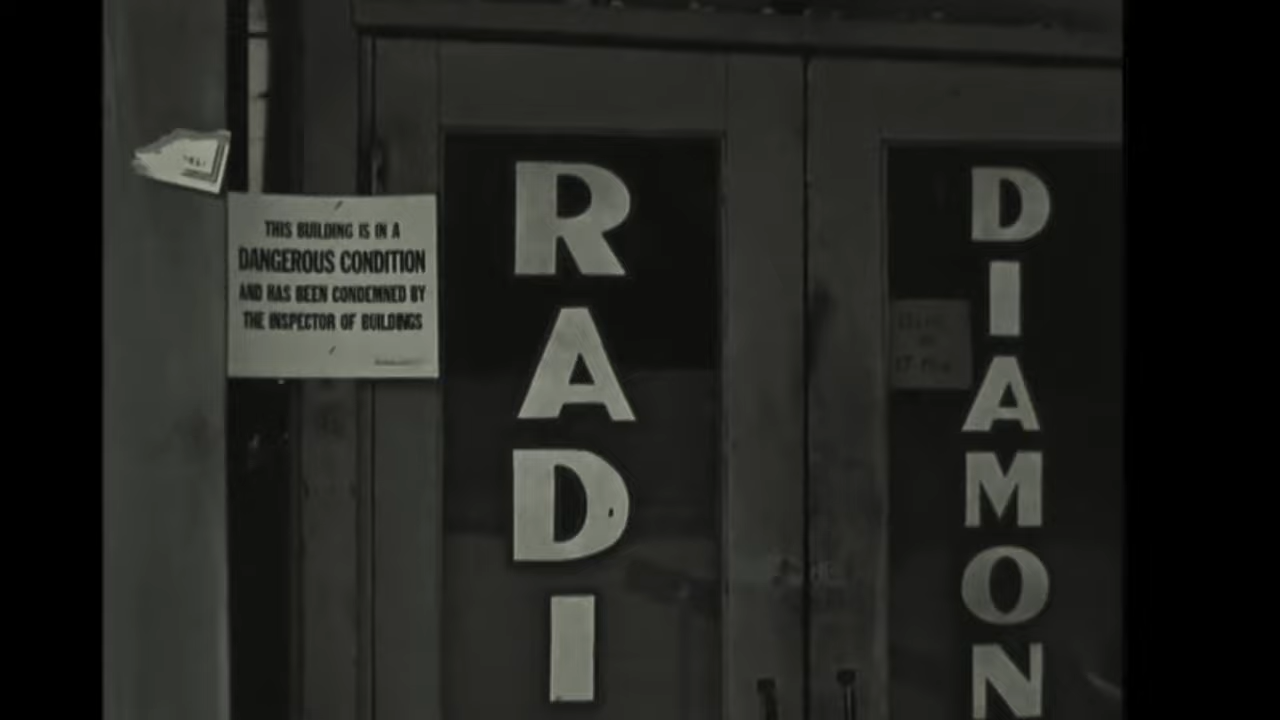 THIS BUILDING IS IN A
DANGEROUS CONDITION
AND HAS BEEN CONDEMNED BY
THE INSPECTOR OF BUILDINGS
RADI
DIAMON